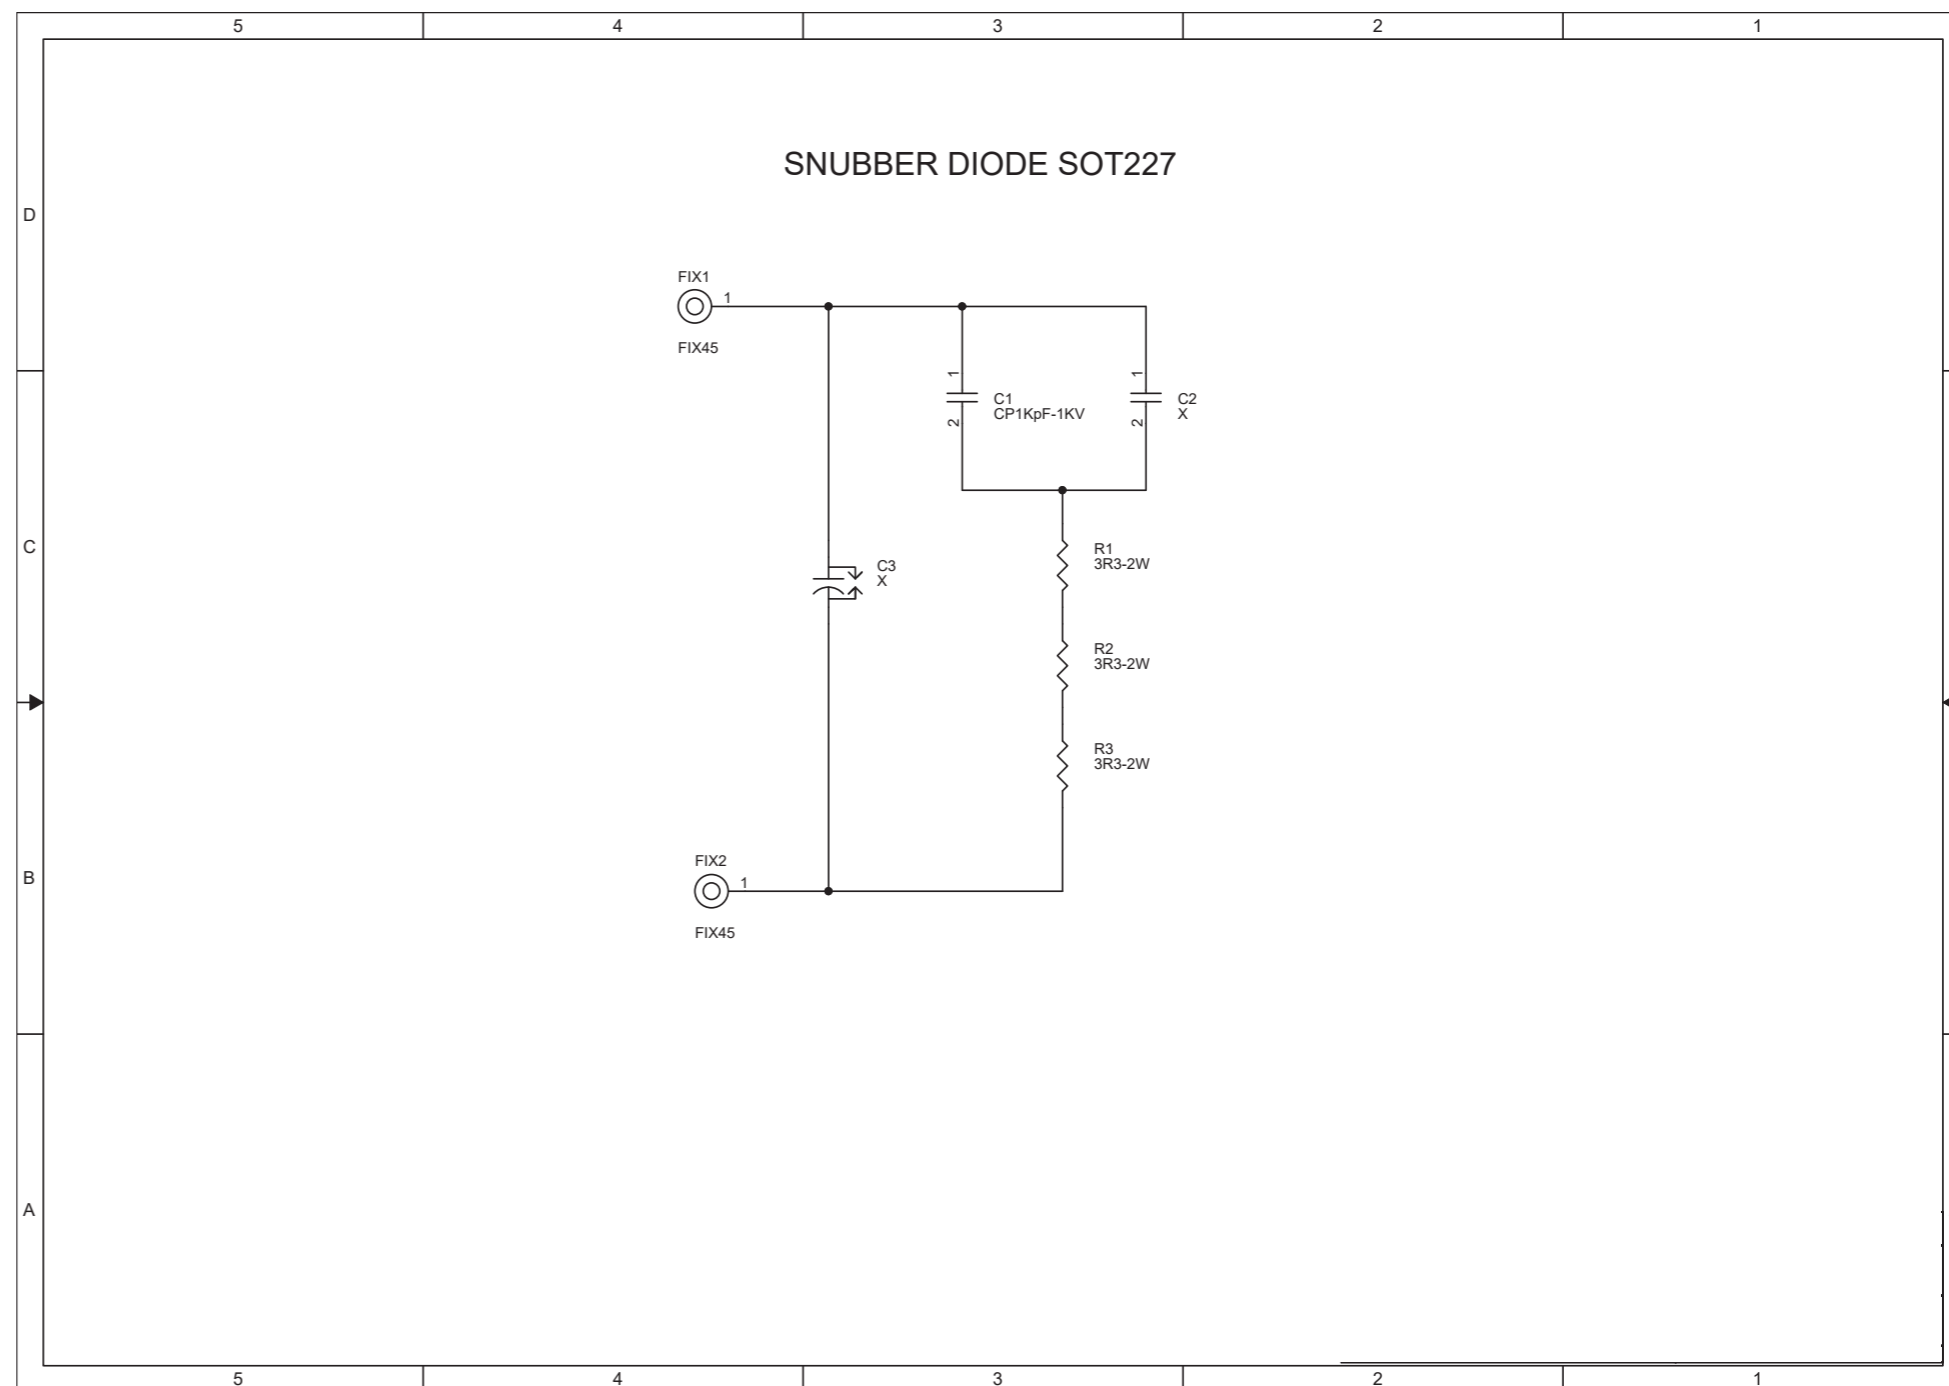 5 4 3 2 1
SNUBBER DIODE SOT227
D
FIX1
1
FIX45
1 1
C1 C2
CP1KpF-1KV X
2 2
C
R1
3R3-2W
C3
X
R2
3R3-2W
R3
3R3-2W
FIX2
B
1
FIX45
A
5 4 3 2 1